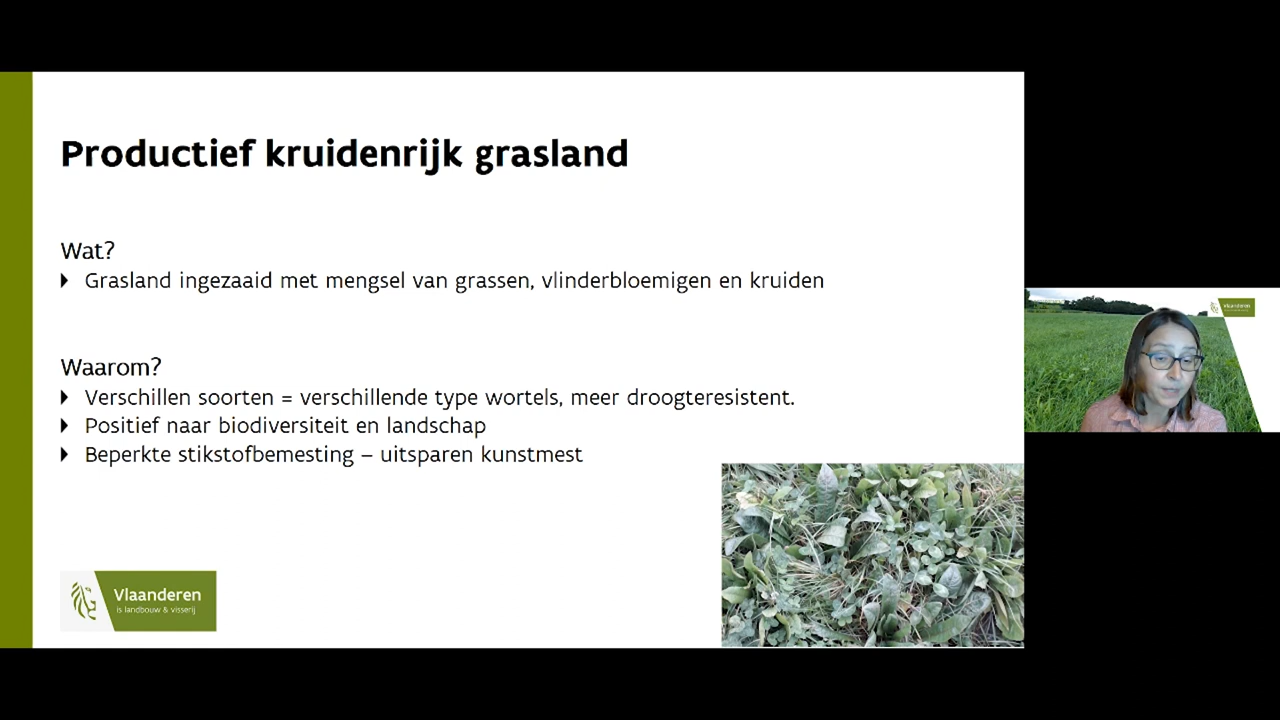 Productief kruidenrijk grasland
Wat?
Grasland ingezaaid met mengsel van grassen, vlinderbloemigen en kruiden
Waarom?
Verschillen soorten = verschillende type wortels, meer droogteresistent.
Positief naar biodiversiteit en landschap
Beperkte stikstofbemesting – uitsparen kunstmest
Vlaanderen
is landbouw & visserij
Vlaanderen